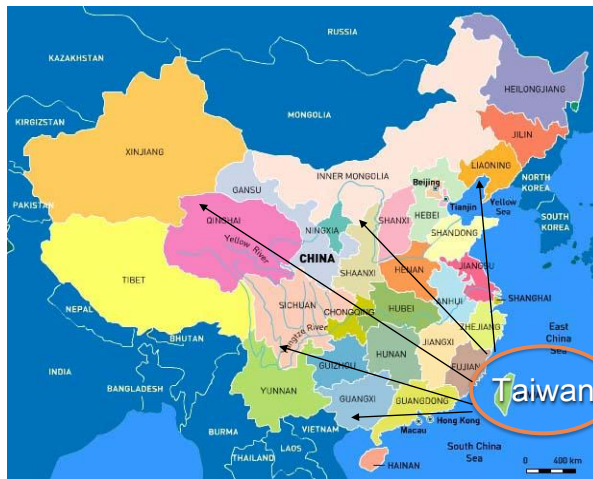 RUSSIA
KAZAKHSTAN
HEILONGJIANG
MONGOLIA
KIRGIZSTAN
JILIN
XINJIANG
LIAONING
INNER MONGOLIA
Beijing
NORTH
KOREA
GANSU
Tianjin
Yellow
Sea
PAKISTAN
QINGHAI
NINGXIA
SHANXI
HEBEI
SOUTH
KOREA
SHANDONG
Yellow River
CHINA
SHAANXI
HENAN
JIANGSU
TIBET
SICHUAN
CHONGQING
HUBEI
ANHUI
SHANGHAI
NEPAL
Yangtze River
ZHEJIANG
BHUTAN
JIANGXI
East
China
Sea
HUNAN
GUIZHOU
FUJIAN
INDIA
BANGLADESH
YUNNAN
GUANGXI
GUANGDONG
Taiwan
Hong Kong
Macau
BURMA
VIETNAM
LAOS
THAILAND
South China
Sea
HAINAN
0 400 km